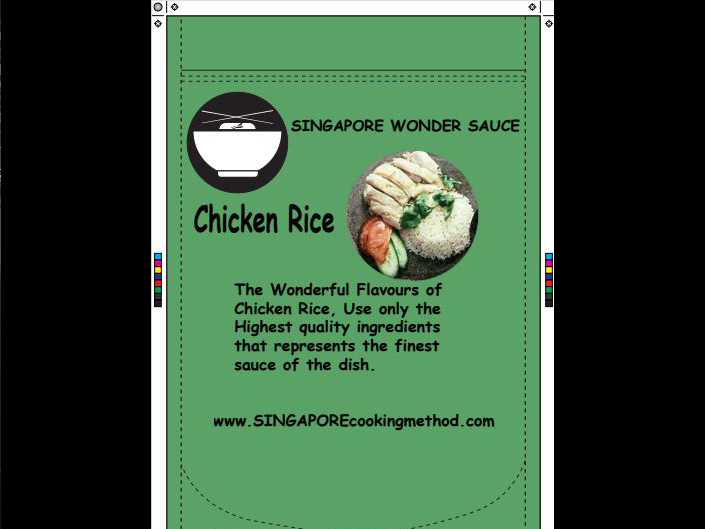 SINGAPORE WONDER SAUCE
Chicken Rice
The Wonderful Flavours of
Chicken Rice, Use only the
Highest quality ingredients
that represents the finest
sauce of the dish.
www.SINGAPOREcookingmethod.com